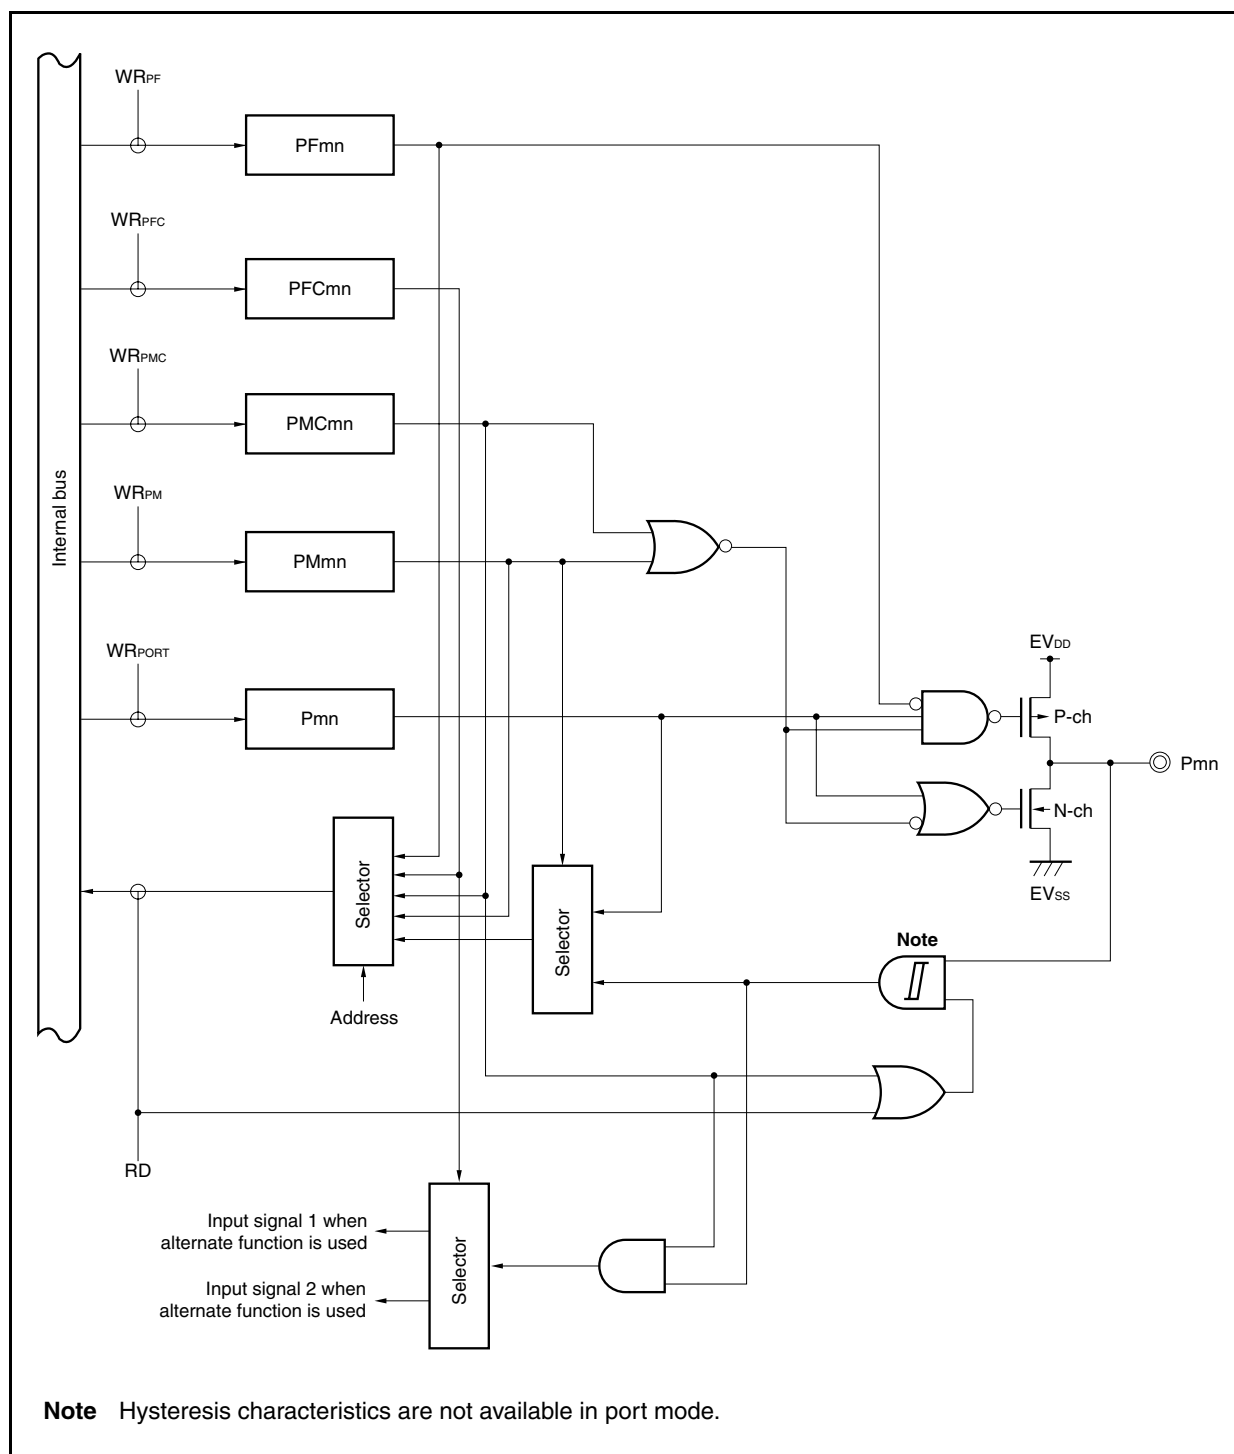 WRPF
PFmn
WRPFC
PFCmn
WRPMC
PMCmn
Internal bus
WRPM
PMmn
WRPORT
Pmn
EVDD
P-ch
Pmn
N-ch
EVSS
Selector
Selector
Note
Address
RD
Input signal 1 when
alternate function is used
Input signal 2 when
alternate function is used
Selector
Note Hysteresis characteristics are not available in port mode.